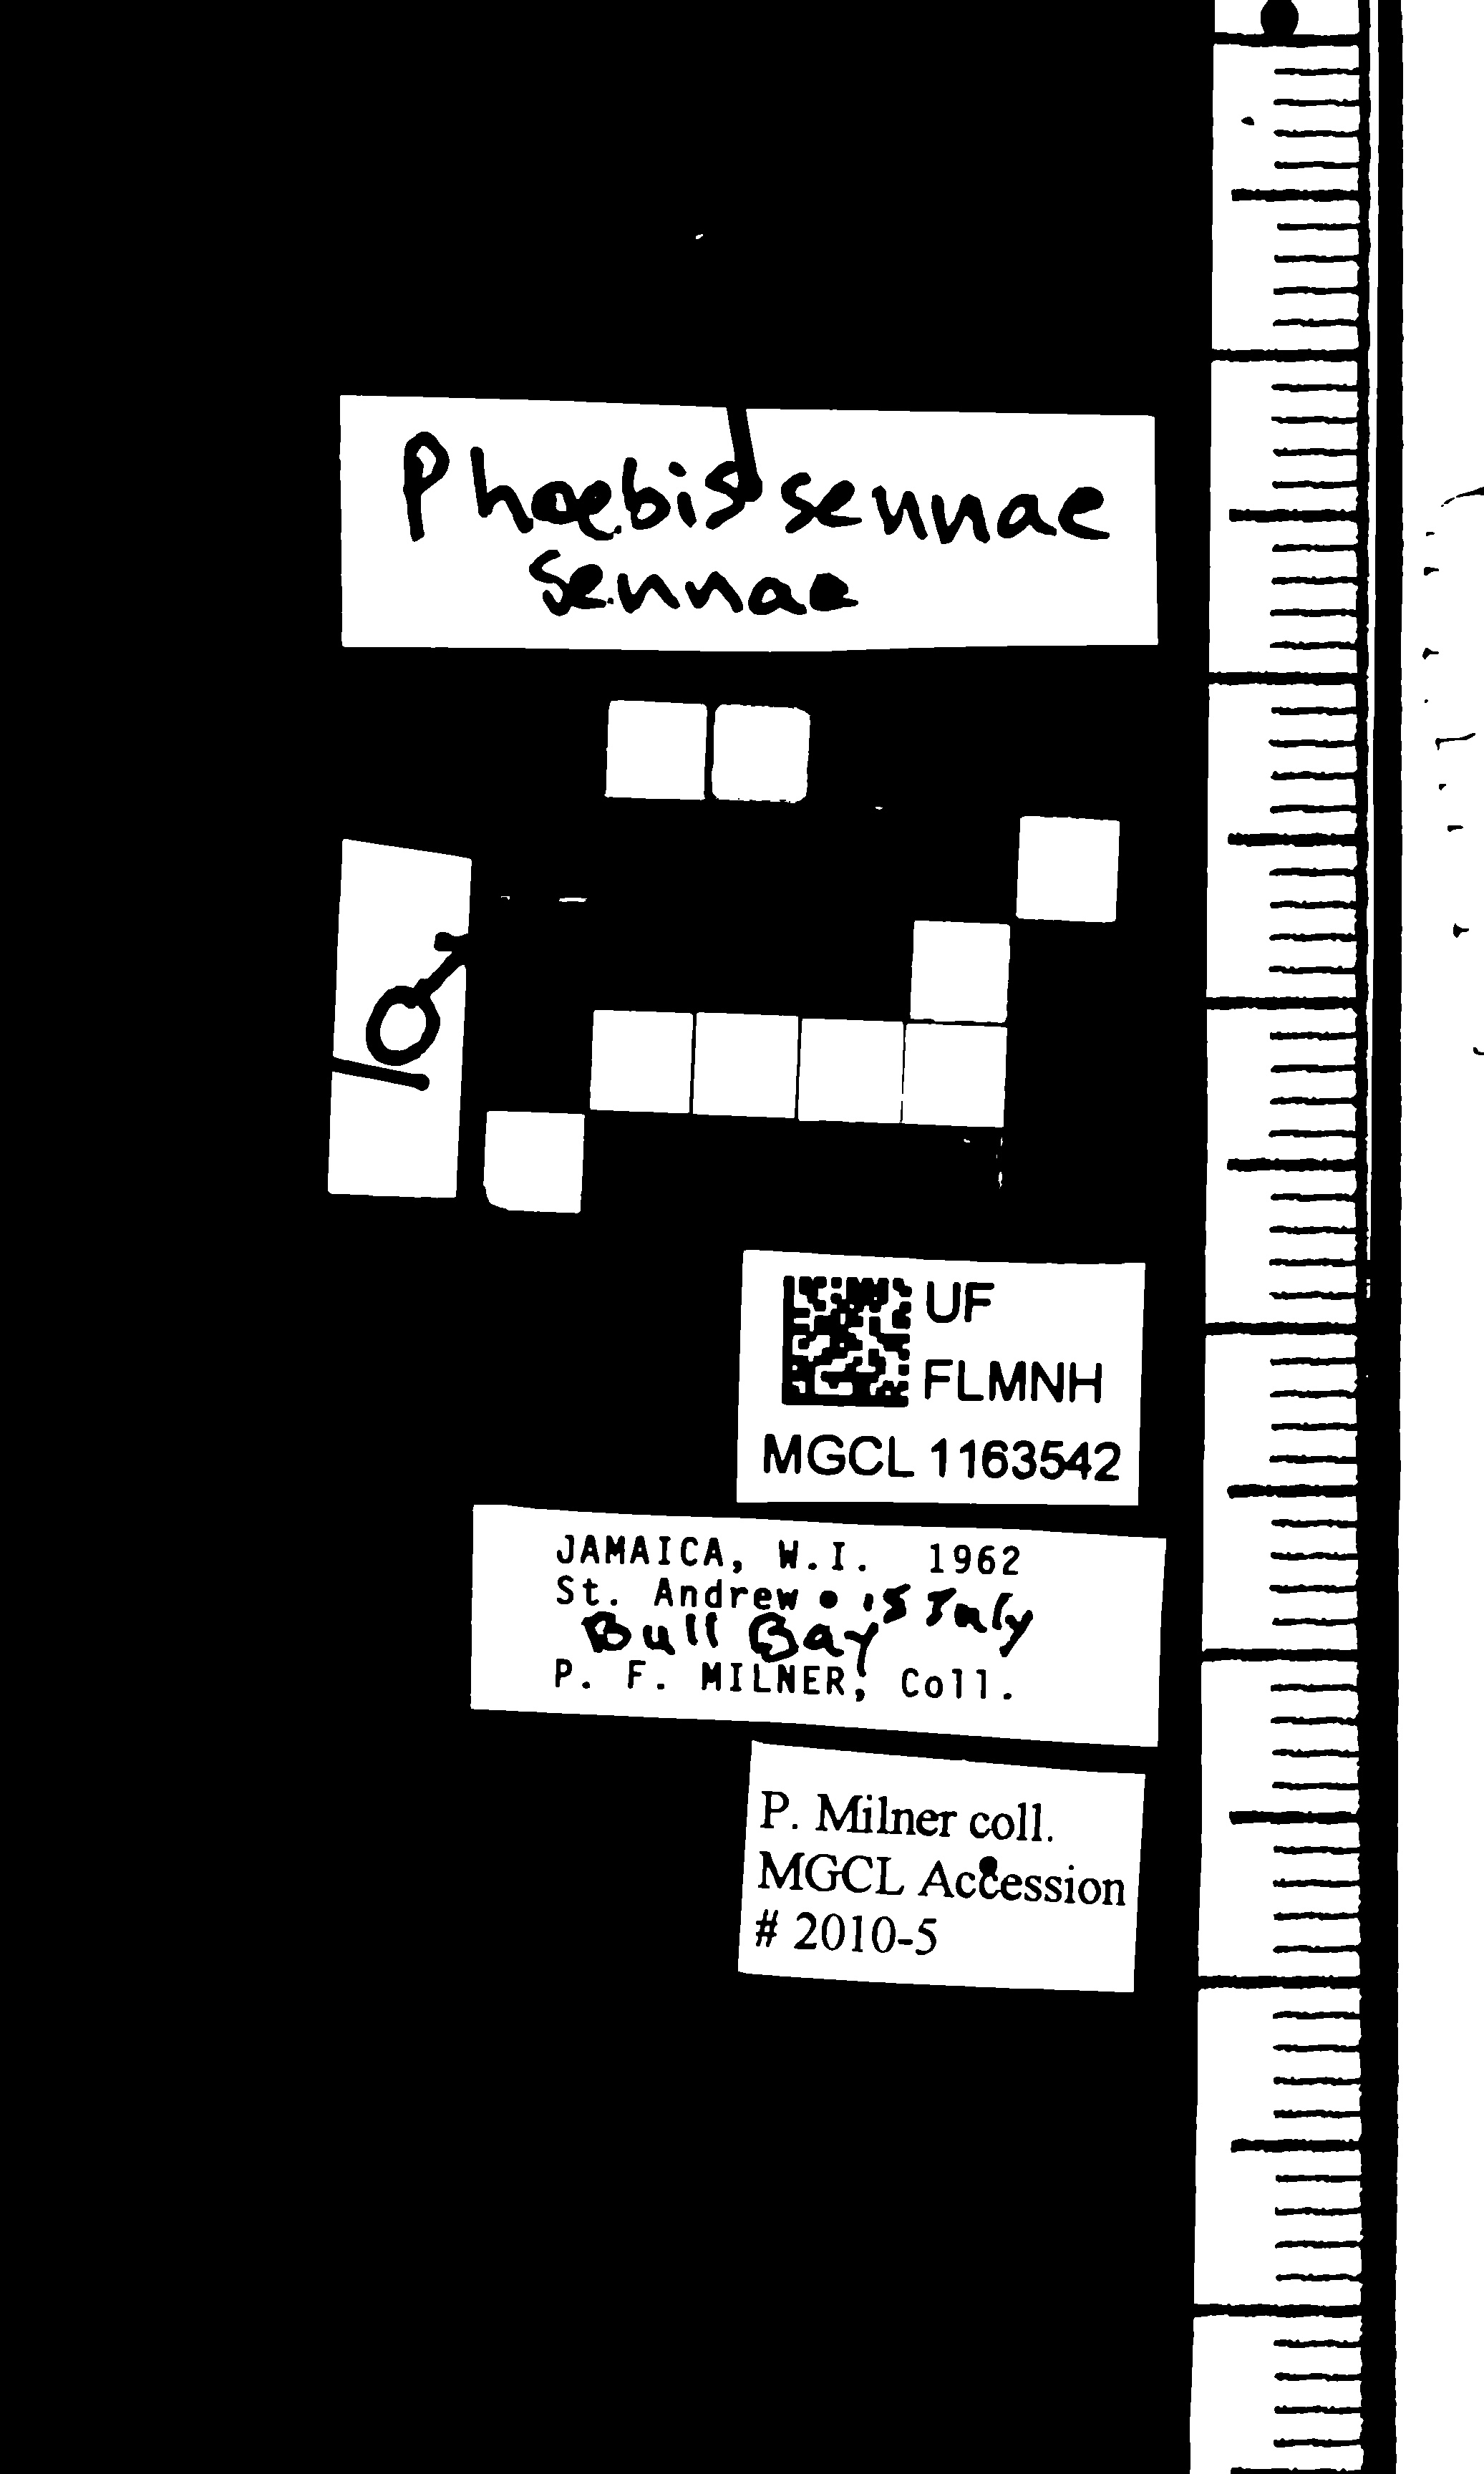 Phoebis sennae
sennae
♂
UF
FLMNH
MGCL 1163542
JAMAICA, W.I. 1962
St. Andrew • 15 July
Bull Bay
P. F. MILNER, Coll.
P. Milner coll.
MGCL Accession
# 2010-5